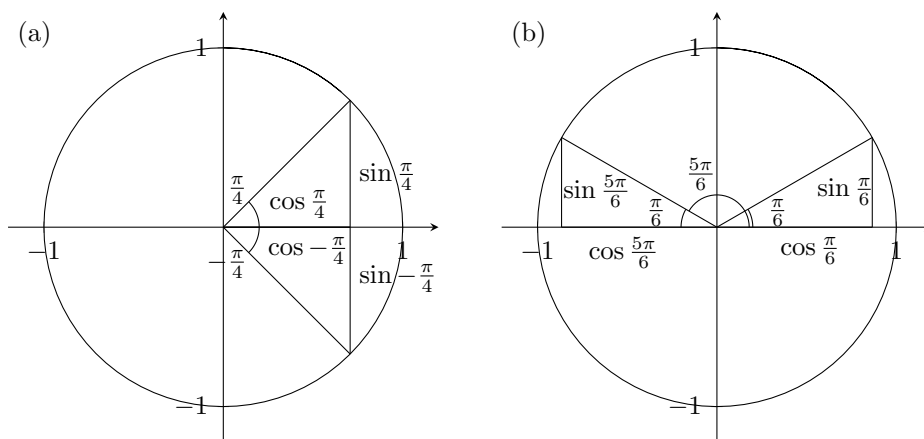 (a)
1
π/4
cos π/4
sin π/4
−1
1
−π/4
cos −π/4
sin −π/4
−1
(b)
1
5π/6
sin 5π/6
π/6
π/6
sin π/6
−1
1
cos 5π/6
cos π/6
−1